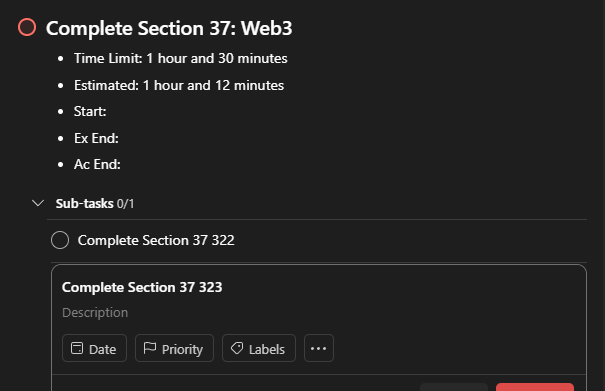 Complete Section 37: Web3
• Time Limit: 1 hour and 30 minutes
• Estimated: 1 hour and 12 minutes
• Start:
• Ex End:
• Ac End:
Sub-tasks 0/1
Complete Section 37 322
Complete Section 37 323
Description
Date Priority Labels ...